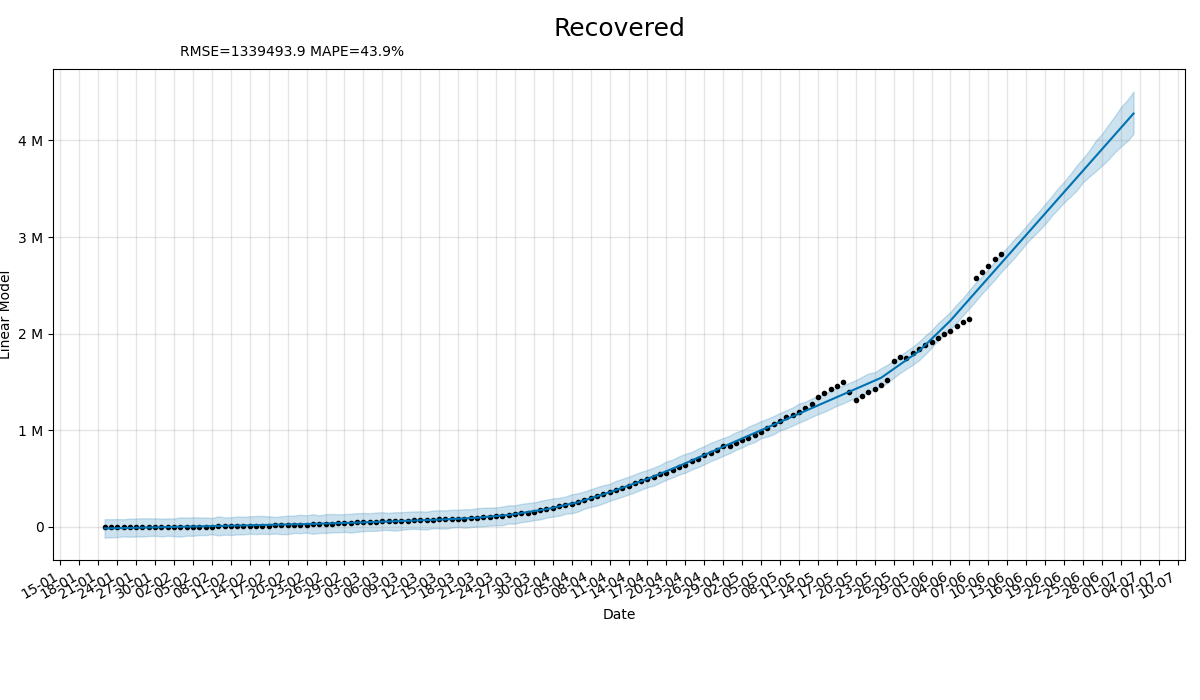 Recovered
RMSE=1339493.9 MAPE=43.9%
4 M
3 M
2 M
1 M
0
Linear Model
15-01 18-01 21-01 24-01 27-01 30-01 02-02 05-02 08-02 11-02 14-02 17-02 20-02 23-02 26-02 29-02 03-03 06-03 09-03 12-03 15-03 18-03 21-03 24-03 27-03 30-03 02-04 05-04 08-04 11-04 14-04 17-04 20-04 23-04 26-04 29-04 02-05 05-05 08-05 11-05 14-05 17-05 20-05 23-05 26-05 29-05 01-06 04-06 07-06 10-06 13-06 16-06 19-06 22-06 25-06 28-06 01-07 04-07 07-07 10-07
Date